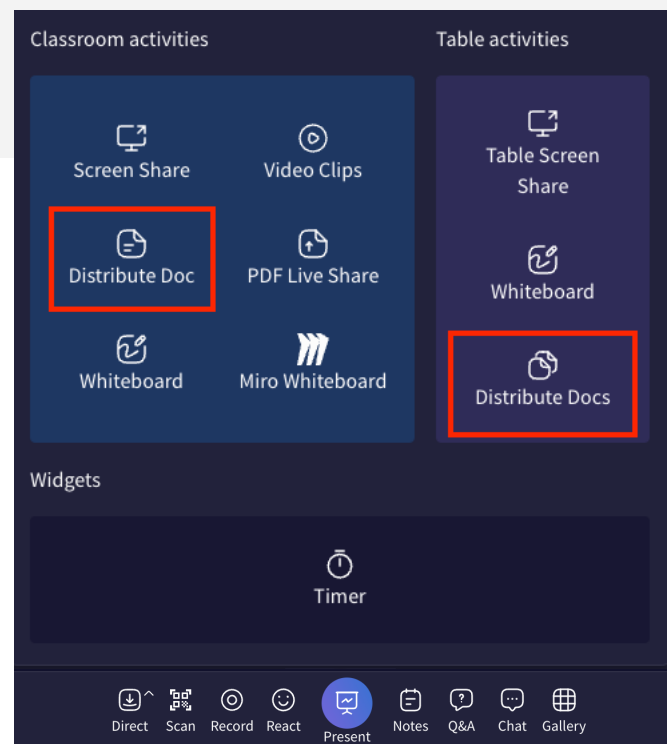 Classroom activities
Table activities
Screen Share
Video Clips
Distribute Doc
PDF Live Share
Whiteboard
Miro Whiteboard
Table Screen
Share
Whiteboard
Distribute Docs
Widgets
Timer
Direct
Scan
Record
React
Present
Notes
Q&A
Chat
Gallery